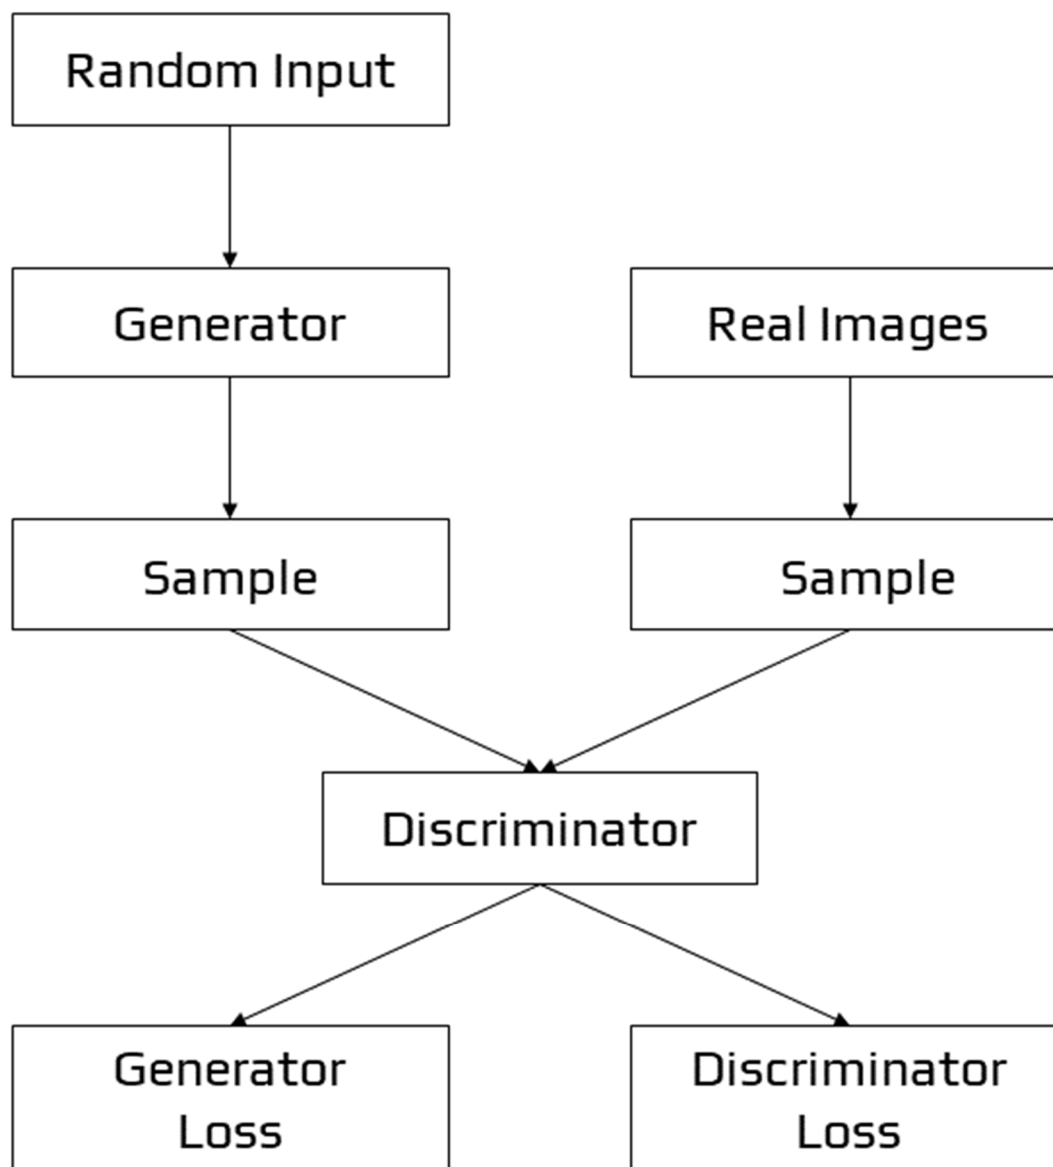 Random Input
Generator
Real Images
Sample
Sample
Discriminator
Generator
Loss
Discriminator
Loss